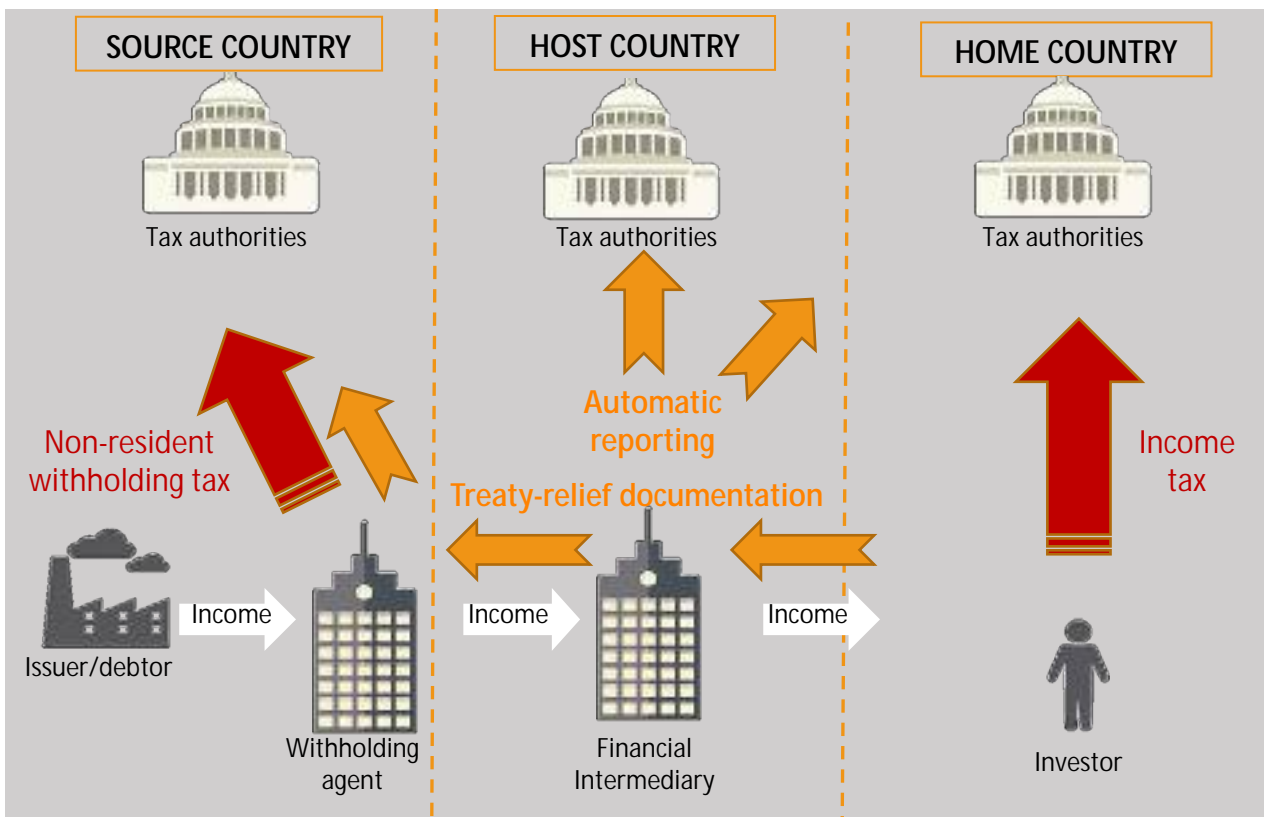 SOURCE COUNTRY
HOST COUNTRY
HOME COUNTRY
Tax authorities
Tax authorities
Tax authorities
Non-resident
withholding tax
Automatic
reporting
Income
tax
Treaty-relief documentation
Income
Income
Income
Issuer/debtor
Withholding
agent
Financial
Intermediary
Investor